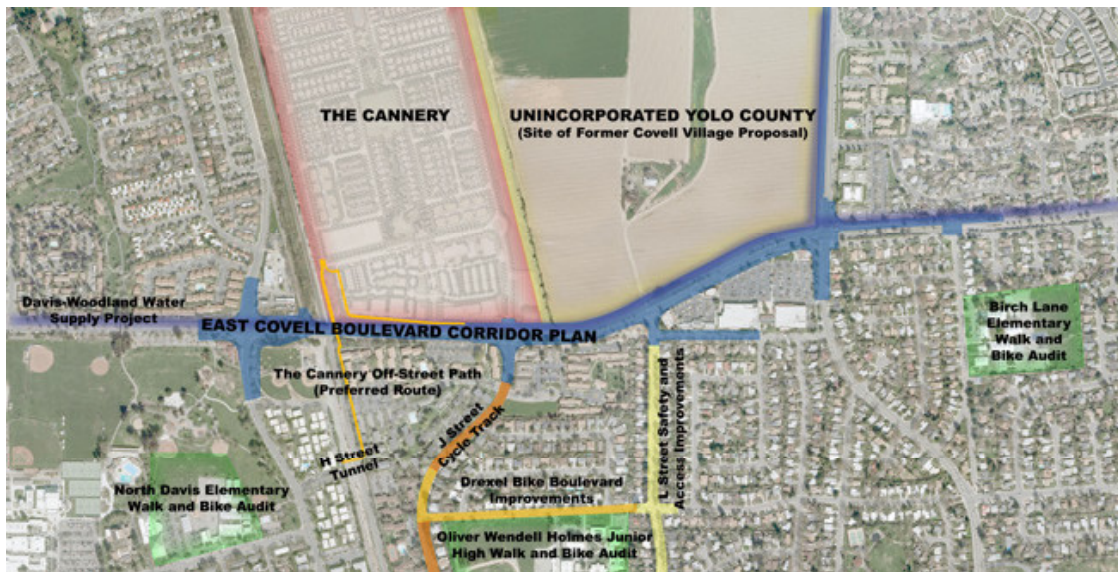 THE CANNERY
UNINCORPORATED YOLO COUNTY
(Site of Former Covell Village Proposal)
Davis-Woodland Water
Supply Project
EAST COVELL BOULEVARD CORRIDOR PLAN
Birch Lane
Elementary
Walk and
Bike Audit
The Cannery Off-Street Path
(Preferred Route)
J Street
Cycle Track
L Street Safety and
Access Improvements
H Street
Tunnel
Drexel Bike Boulevard
Improvements
North Davis Elementary
Walk and Bike Audit
Oliver Wendell Holmes Junior
High Walk and Bike Audit